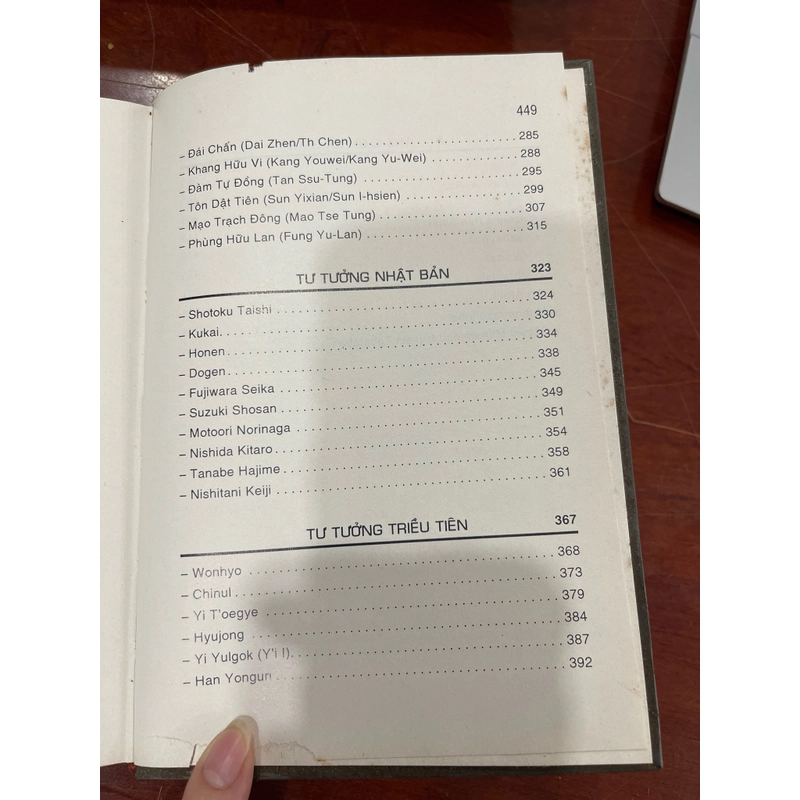 449
– Đái Chấn (Dai Zhen/Th Chen) 285
– Khang Hữu Vi (Kang Youwei/Kang Yu-Wei) 288
– Đàm Tự Đồng (Tan Ssu-Tung) 295
– Tôn Dật Tiên (Sun Yixian/Sun I-hsien) 299
– Mạo Trạch Đông (Mao Tse Tung) 307
– Phùng Hữu Lan (Fung Yu-Lan) 315
TƯ TƯỞNG NHẬT BẢN 323
– Shotoku Taishi 324
– Kukai 330
– Honen 334
– Dogen 338
– Fujiwara Seika 345
– Suzuki Shosan 349
– Motoori Norinaga 351
– Nishida Kitaro 354
– Tanabe Hajime 358
– Nishitani Keiji 361
TƯ TƯỞNG TRIỀU TIÊN 367
– Wonhyo 368
– Chinul 373
– Yi T'oegye 379
– Hyujong 384
– Yi Yulgok (Y'i I) 387
– Han Yongun 392